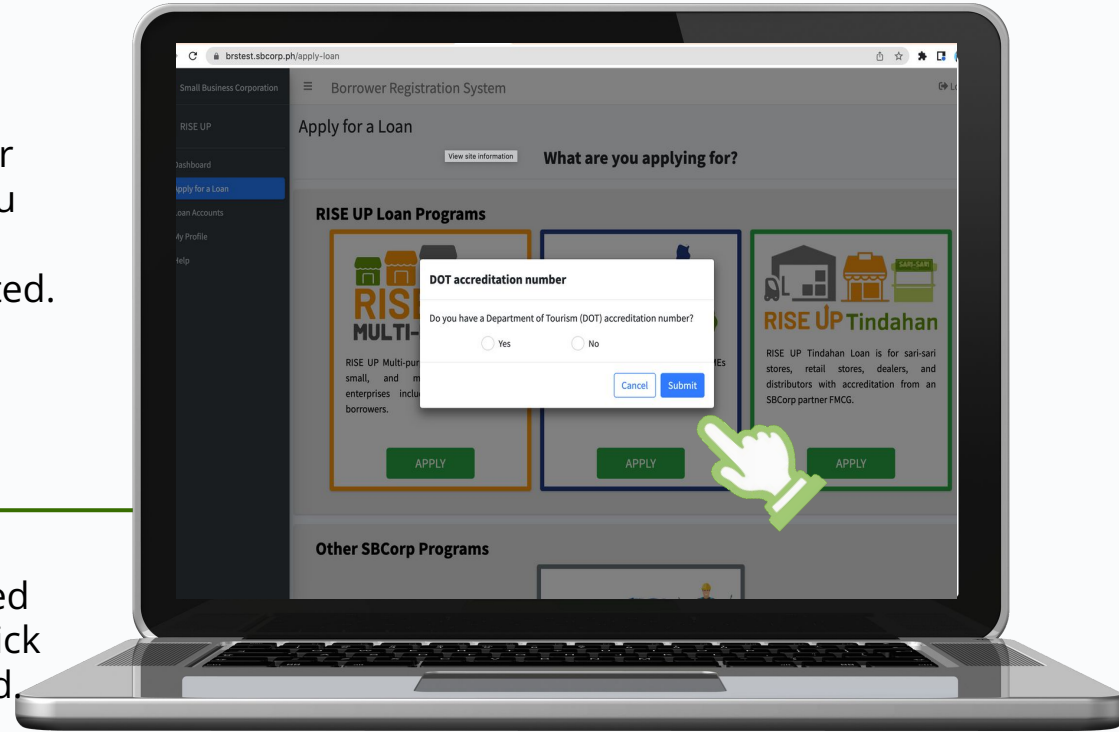 brstest.sbcorp.ph/apply-loan
Small Business Corporation
Borrower Registration System
RISE UP
Apply for a Loan
View site information
What are you applying for?
Dashboard
Apply for a Loan
Loan Accounts
My Profile
Help
RISE UP Loan Programs
DOT accreditation number
Do you have a Department of Tourism (DOT) accreditation number?
Yes
No
Cancel
Submit
RISE
MULTI-
RISE UP Multi-pur
small, and m
enterprises inclu
borrowers.
APPLY
MEs
APPLY
SARI-SARI
RISE UP Tindahan
RISE UP Tindahan Loan is for sari-sari
stores, retail stores, dealers, and
distributors with accreditation from an
SBCorp partner FMCG.
APPLY
Other SBCorp Programs
r
u
ted.
ed
ick
d.